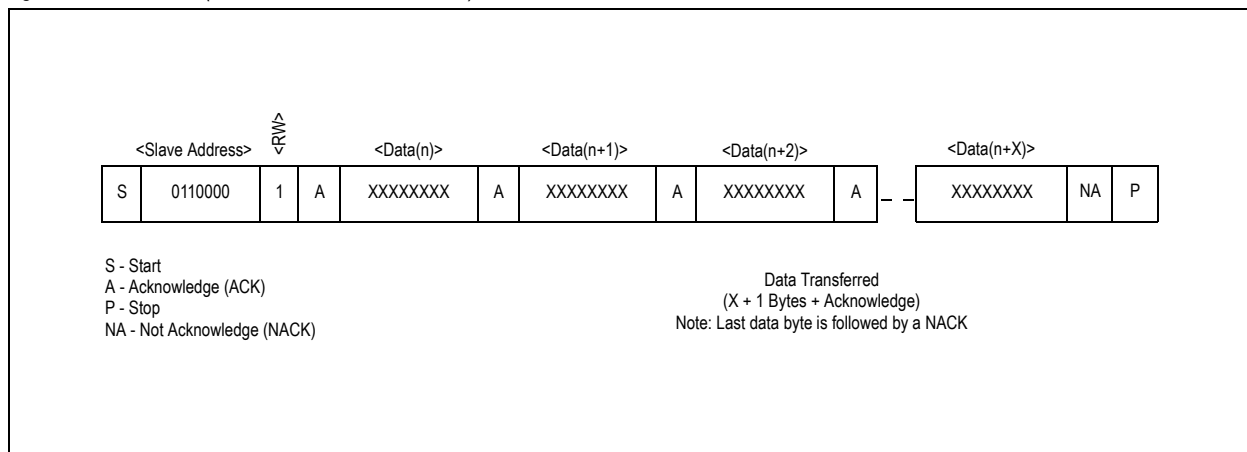 <Slave Address> <RW> <Data(n)> <Data(n+1)> <Data(n+2)> <Data(n+X)>
S 0110000 1 A XXXXXXXX A XXXXXXXX A XXXXXXXX A XXXXXXXX NA P
S - Start
A - Acknowledge (ACK)
P - Stop
NA - Not Acknowledge (NACK)
Data Transferred
(X + 1 Bytes + Acknowledge)
Note: Last data byte is followed by a NACK